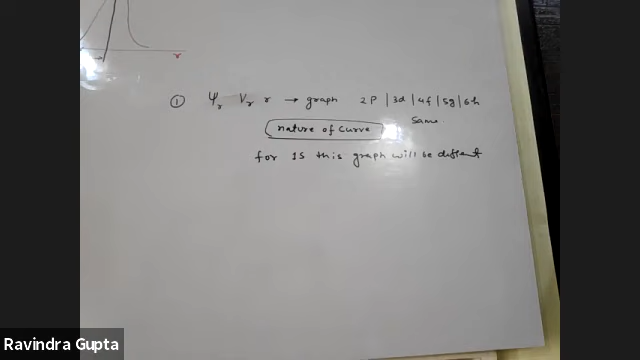 r
① Ψr Vr r → graph 2P | 3d | 4f | 5g | 6h
same
nature of curve
for 1S this graph will be different
Ravindra Gupta